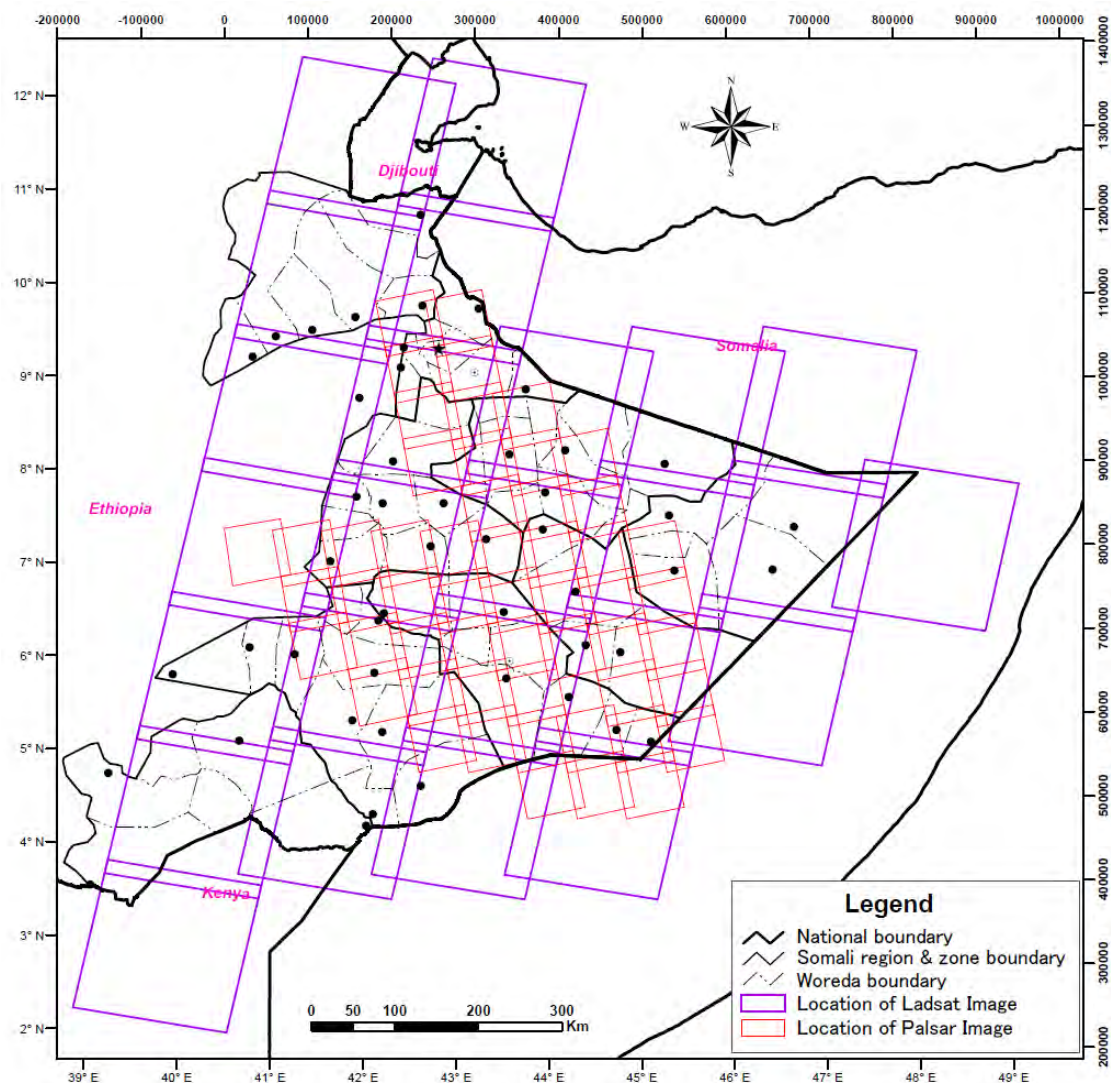 -200000 -100000 0 100000 200000 300000 400000 500000 600000 700000 800000 900000 1000000
1400000
12° N
N
W E
S
1300000
Djibouti
11° N
1200000
10° N
1100000
Somalia
9° N
1000000
8° N
900000
Ethiopia
7° N
800000
6° N
700000
5° N
600000
500000
4° N
Kenya
400000
Legend
National boundary
Somali region & zone boundary
Woreda boundary
Location of Ladsat Image
Location of Palsar Image
3° N
300000
0 50 100 200 300
Km
2° N
200000
39° E 40° E 41° E 42° E 43° E 44° E 45° E 46° E 47° E 48° E 49° E